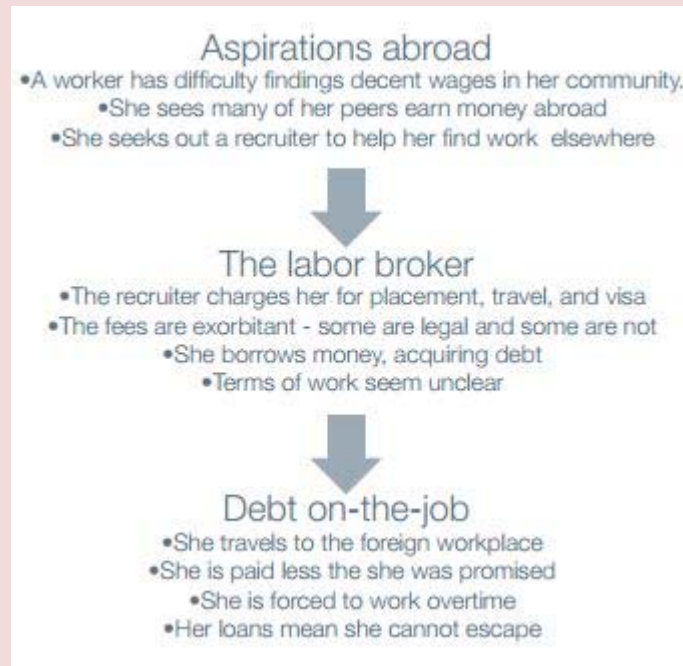 Aspirations abroad
•A worker has difficulty findings decent wages in her community.
•She sees many of her peers earn money abroad
•She seeks out a recruiter to help her find work elsewhere
The labor broker
•The recruiter charges her for placement, travel, and visa
•The fees are exorbitant - some are legal and some are not
•She borrows money, acquiring debt
•Terms of work seem unclear
Debt on-the-job
•She travels to the foreign workplace
•She is paid less the she was promised
•She is forced to work overtime
•Her loans mean she cannot escape